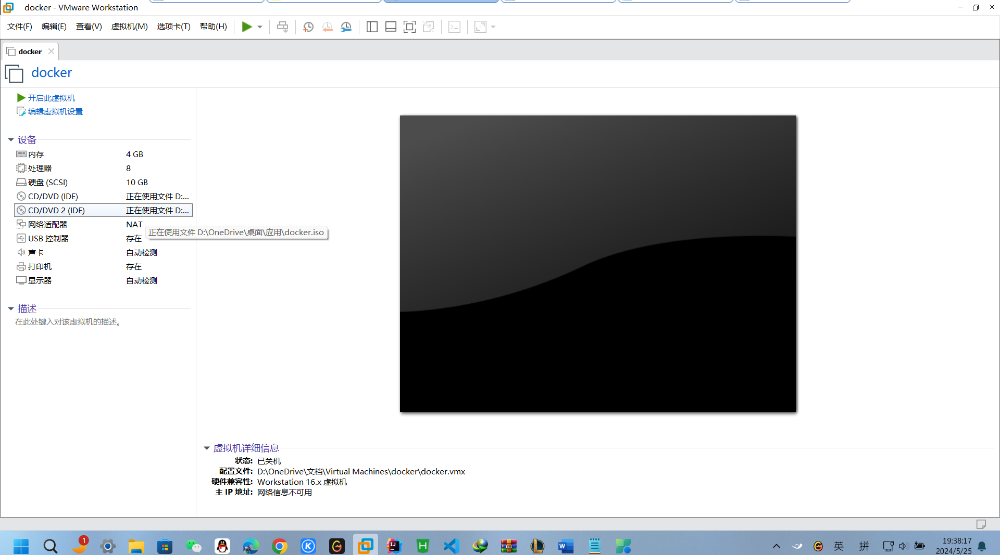 docker - VMware Workstation
文件(F) 编辑(E) 查看(V) 虚拟机(M) 选项卡(T) 帮助(H)
docker
docker
开启此虚拟机
编辑虚拟机设置
设备
内存 4 GB
处理器 8
硬盘 (SCSI) 10 GB
CD/DVD (IDE) 正在使用文件 D:...
CD/DVD 2 (IDE) 正在使用文件 D:...
网络适配器 NAT
正在使用文件 D:\OneDrive\桌面\应用\docker.iso
USB 控制器 存在
声卡 自动检测
打印机 存在
显示器 自动检测
描述
在此处键入对该虚拟机的描述。
虚拟机详细信息
状态: 已关机
配置文件: D:\OneDrive\文档\Virtual Machines\docker\docker.vmx
硬件兼容性: Workstation 16.x 虚拟机
主 IP 地址: 网络信息不可用
1
英 拼
19:38:17
2024/5/25